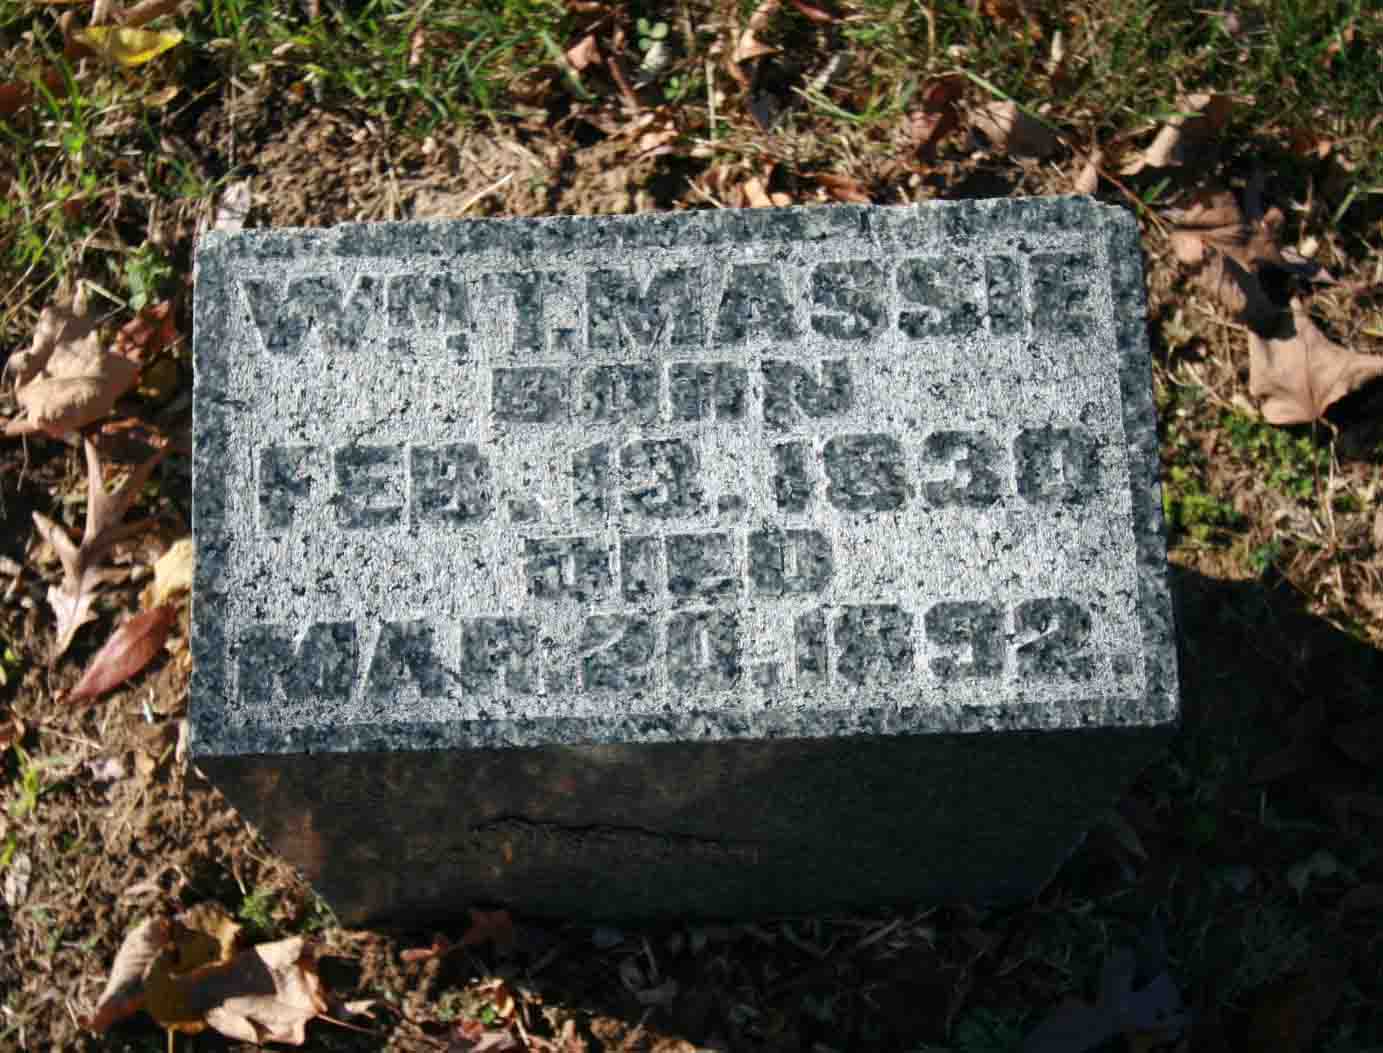 Wᴹ T. MASSIE
BORN
FEB. 13, 1830
DIED
MAR. 20, 1892.